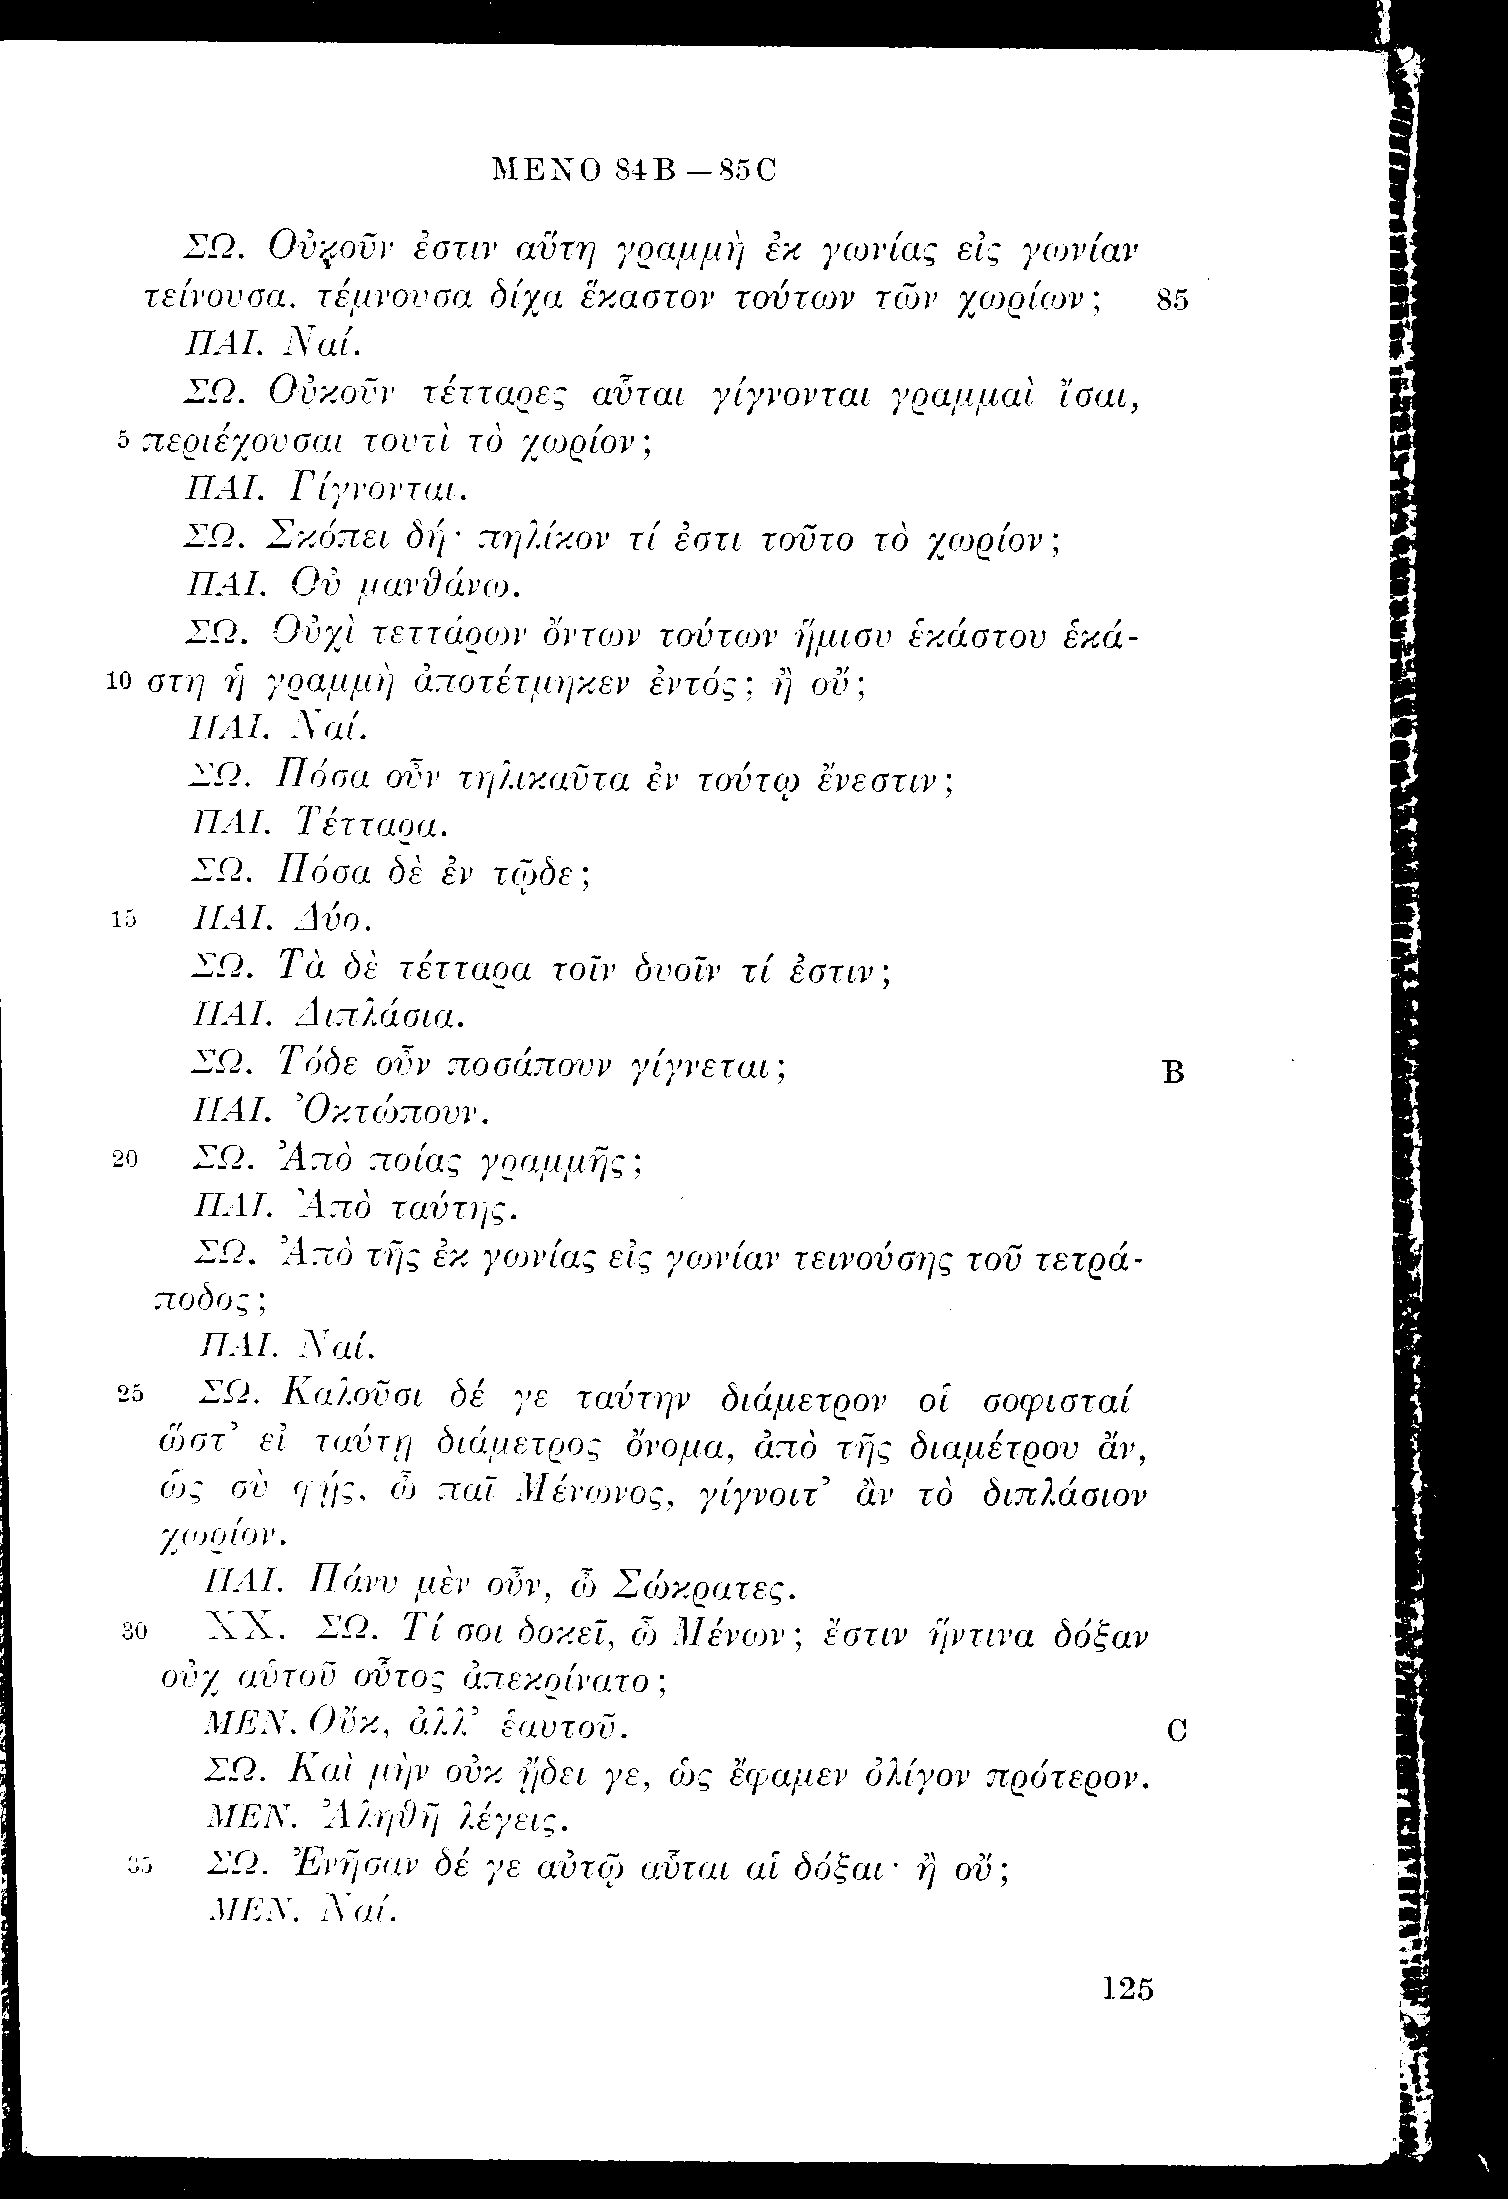 MENO 84B — 85C
ΣΩ. Οὐκοῦν ἐστιν αὕτη γραμμὴ ἐκ γωνίας εἰς γωνίαν
τείνουσα, τέμνουσα δίχα ἕκαστον τούτων τῶν χωρίων; 85
ΠΑΙ. Ναί.
ΣΩ. Οὐκοῦν τέτταρες αὗται γίγνονται γραμμαὶ ἴσαι,
5 περιέχουσαι τουτὶ τὸ χωρίον;
ΠΑΙ. Γίγνονται.
ΣΩ. Σκόπει δή· πηλίκον τί ἐστι τοῦτο τὸ χωρίον;
ΠΑΙ. Οὐ μανθάνω.
ΣΩ. Οὐχὶ τεττάρων ὄντων τούτων ἥμισυ ἑκάστου ἑκά-
10 στη ἡ γραμμὴ ἀποτέτμηκεν ἐντός; ἢ οὔ;
ΠΑΙ. Ναί.
ΣΩ. Πόσα οὖν τηλικαῦτα ἐν τούτῳ ἔνεστιν;
ΠΑΙ. Τέτταρα.
ΣΩ. Πόσα δὲ ἐν τῷδε;
15 ΠΑΙ. Δύο.
ΣΩ. Τὰ δὲ τέτταρα τοῖν δυοῖν τί ἐστιν;
ΠΑΙ. Διπλάσια.
ΣΩ. Τόδε οὖν ποσάπουν γίγνεται; B
ΠΑΙ. Ὀκτώπουν.
20 ΣΩ. Ἀπὸ ποίας γραμμῆς;
ΠΑΙ. Ἀπὸ ταύτης.
ΣΩ. Ἀπὸ τῆς ἐκ γωνίας εἰς γωνίαν τεινούσης τοῦ τετρά-
ποδος;
ΠΑΙ. Ναί.
25 ΣΩ. Καλοῦσι δέ γε ταύτην διάμετρον οἱ σοφισταί
ὥστ’ εἰ ταύτῃ διάμετρος ὄνομα, ἀπὸ τῆς διαμέτρου ἄν,
ὡς σὺ φῄς, ὦ παῖ Μένωνος, γίγνοιτ’ ἂν τὸ διπλάσιον
χωρίον.
ΠΑΙ. Πάνυ μὲν οὖν, ὦ Σώκρατες.
30 XX. ΣΩ. Τί σοι δοκεῖ, ὦ Μένων; ἔστιν ἥντινα δόξαν
οὐχ αὑτοῦ οὗτος ἀπεκρίνατο;
ΜΕΝ. Οὔκ, ἀλλ’ ἑαυτοῦ. C
ΣΩ. Καὶ μὴν οὐκ ᾔδει γε, ὡς ἔφαμεν ὀλίγον πρότερον.
ΜΕΝ. Ἀληθῆ λέγεις.
35 ΣΩ. Ἐνῆσαν δέ γε αὐτῷ αὗται αἱ δόξαι· ἢ οὔ;
ΜΕΝ. Ναί.
125